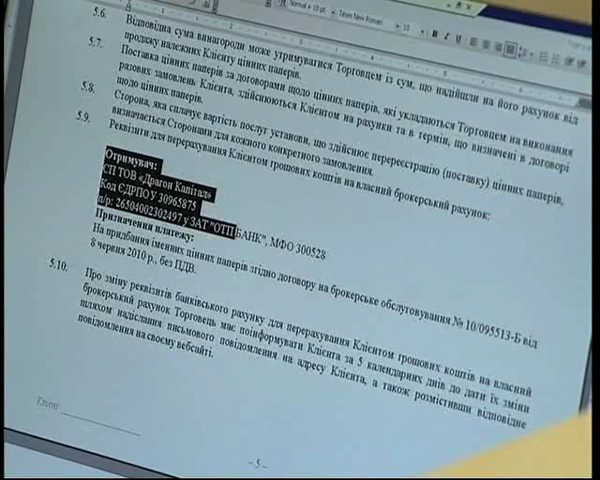 Normal + 10 pt
Times New Roman
10
5.6. Відповідна сума винагороди може утримуватися Торговцем із сум, що надійшли на його рахунок від
продажу належних Клієнту цінних паперів.
5.7. Поставка цінних паперів за договорами щодо цінних паперів, які укладаються Торговцем на виконання
разових замовлень Клієнта, здійснюються Клієнтом на рахунки та в термін, що визначені в договорі
щодо цінних паперів.
5.8. Сторона, яка сплачує вартість послуг установи, що здійснює перереєстрацію (поставку) цінних паперів,
визначається Сторонами для кожного конкретного замовлення.
5.9. Реквізити для перерахування Клієнтом грошових коштів на власний брокерський рахунок:
Отримувач:
СП ТОВ «Драгон Капітал»
Код ЄДРПОУ 30965875
п/р: 26504002302497 у ЗАТ "ОТП БАНК", МФО 300528
Призначення платежу:
На придбання іменних цінних паперів згідно договору на брокерське обслуговування № 10/095513-Б від
8 червня 2010 р., без ПДВ.
5.10. Про зміну реквізитів банківського рахунку для перерахування Клієнтом грошових коштів на власний
брокерський рахунок Торговець має поінформувати Клієнта за 5 календарних днів до дати їх зміни
шляхом надіслання письмового повідомлення на адресу Клієнта, а також розмістивши відповідне
повідомлення на своєму вебсайті.
- 5 -